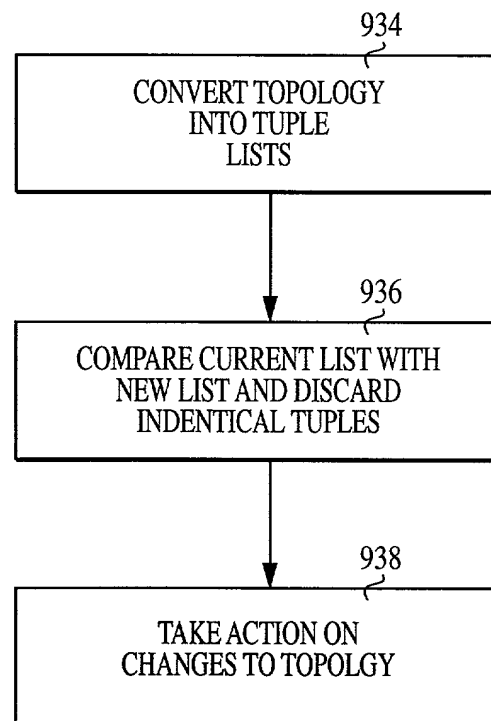 934
CONVERT TOPOLOGY
INTO TUPLE
LISTS
936
COMPARE CURRENT LIST WITH
NEW LIST AND DISCARD
INDENTICAL TUPLES
938
TAKE ACTION ON
CHANGES TO TOPOLGY